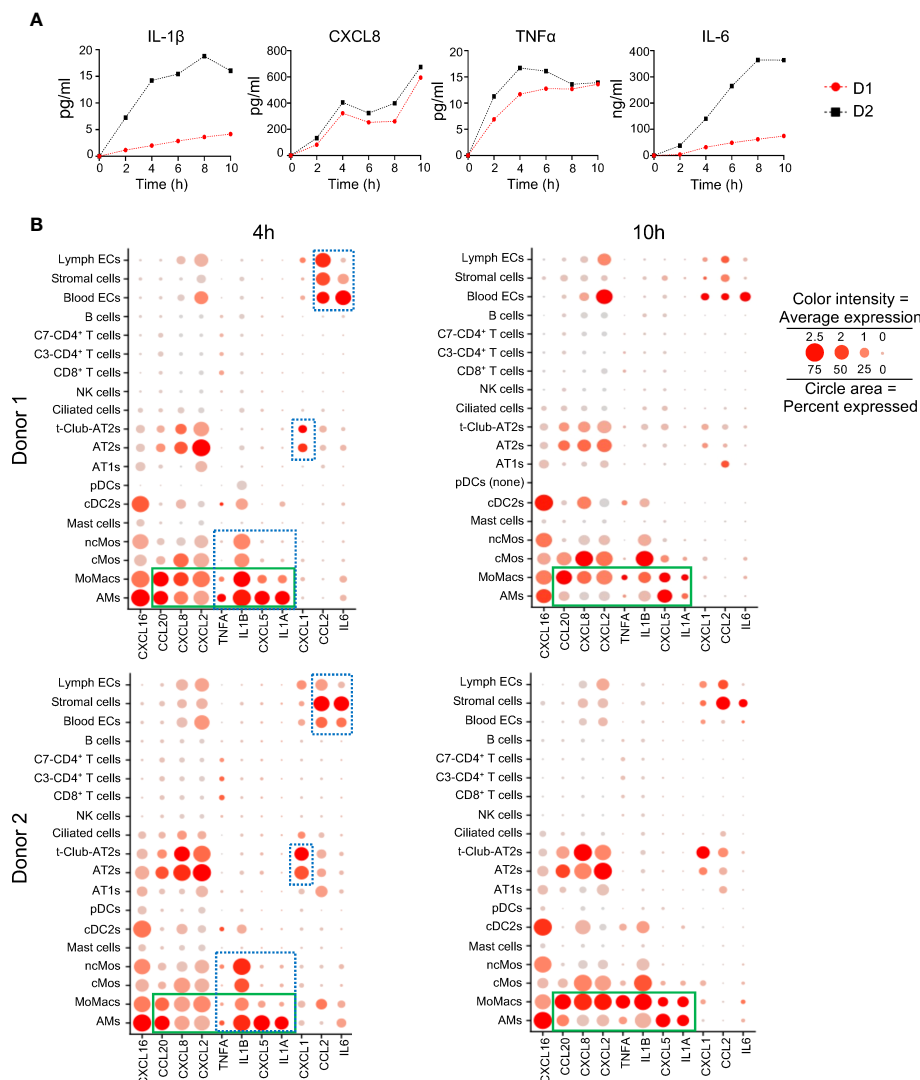 A
IL-1β
CXCL8
TNFα
IL-6
pg/ml
20
15
10
5
0
0 2 4 6 8 10
Time (h)
pg/ml
800
600
400
200
0
0 2 4 6 8 10
Time (h)
pg/ml
20
15
10
5
0
0 2 4 6 8 10
Time (h)
ng/ml
400
300
200
100
0
0 2 4 6 8 10
Time (h)
D1
D2
B
4h
10h
Donor 1
Lymph ECs
Stromal cells
Blood ECs
B cells
C7-CD4⁺ T cells
C3-CD4⁺ T cells
CD8⁺ T cells
NK cells
Ciliated cells
t-Club-AT2s
AT2s
AT1s
pDCs
cDC2s
Mast cells
ncMos
cMos
MoMacs
AMs
CXCL16 CCL20 CXCL8 CXCL2 TNFA IL1B CXCL5 IL1A CXCL1 CCL2 IL6
Lymph ECs
Stromal cells
Blood ECs
B cells
C7-CD4⁺ T cells
C3-CD4⁺ T cells
CD8⁺ T cells
NK cells
Ciliated cells
t-Club-AT2s
AT2s
AT1s
pDCs (none)
cDC2s
Mast cells
ncMos
cMos
MoMacs
AMs
CXCL16 CCL20 CXCL8 CXCL2 TNFA IL1B CXCL5 IL1A CXCL1 CCL2 IL6
Color intensity =
Average expression
2.5 2 1 0
75 50 25 0
Circle area =
Percent expressed
Donor 2
Lymph ECs
Stromal cells
Blood ECs
B cells
C7-CD4⁺ T cells
C3-CD4⁺ T cells
CD8⁺ T cells
NK cells
Ciliated cells
t-Club-AT2s
AT2s
AT1s
pDCs
cDC2s
Mast cells
ncMos
cMos
MoMacs
AMs
CXCL16 CCL20 CXCL8 CXCL2 TNFA IL1B CXCL5 IL1A CXCL1 CCL2 IL6
Lymph ECs
Stromal cells
Blood ECs
B cells
C7-CD4⁺ T cells
C3-CD4⁺ T cells
CD8⁺ T cells
NK cells
Ciliated cells
t-Club-AT2s
AT2s
AT1s
pDCs
cDC2s
Mast cells
ncMos
cMos
MoMacs
AMs
CXCL16 CCL20 CXCL8 CXCL2 TNFA IL1B CXCL5 IL1A CXCL1 CCL2 IL6